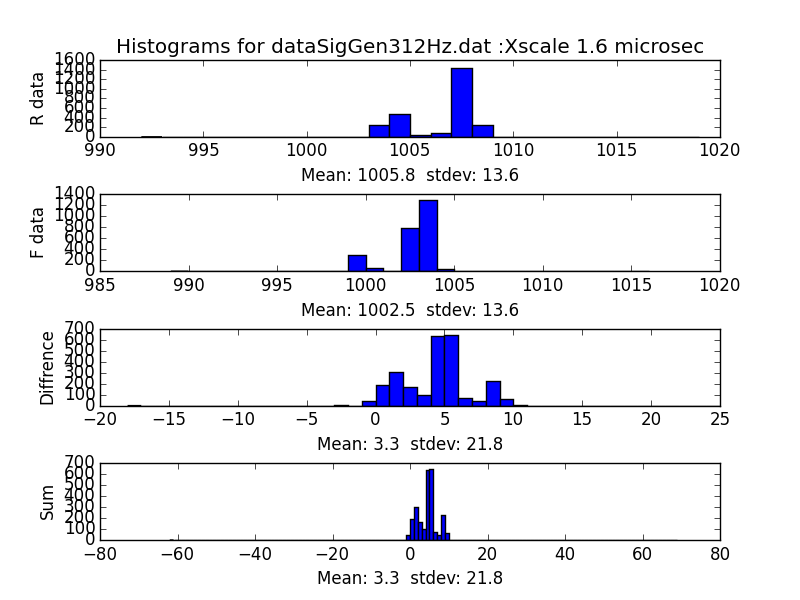 Histograms for dataSigGen312Hz.dat :Xscale 1.6 microsec
R data
1600
1400
1200
1000
800
600
400
200
0
990 995 1000 1005 1010 1015 1020
Mean: 1005.8 stdev: 13.6
F data
1400
1200
1000
800
600
400
200
0
985 990 995 1000 1005 1010 1015 1020
Mean: 1002.5 stdev: 13.6
Diffrence
700
600
500
400
300
200
100
0
−20 −15 −10 −5 0 5 10 15 20 25
Mean: 3.3 stdev: 21.8
Sum
700
600
500
400
300
200
100
0
−80 −60 −40 −20 0 20 40 60 80
Mean: 3.3 stdev: 21.8